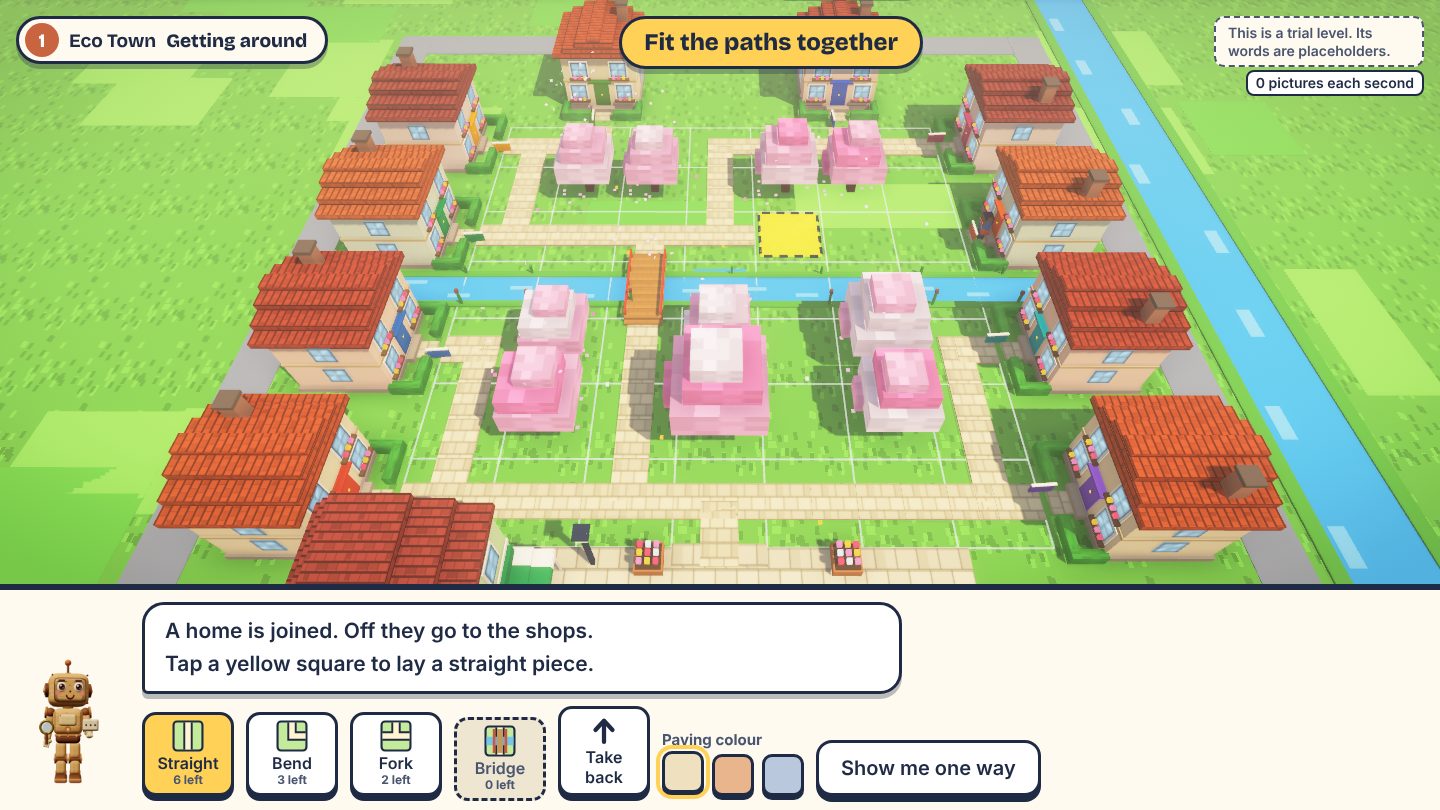 1 Eco Town Getting around
Fit the paths together
This is a trial level. Its
words are placeholders.
0 pictures each second
A home is joined. Off they go to the shops.
Tap a yellow square to lay a straight piece.
Straight
6 left
Bend
3 left
Fork
2 left
Bridge
0 left
Take
back
Paving colour
Show me one way